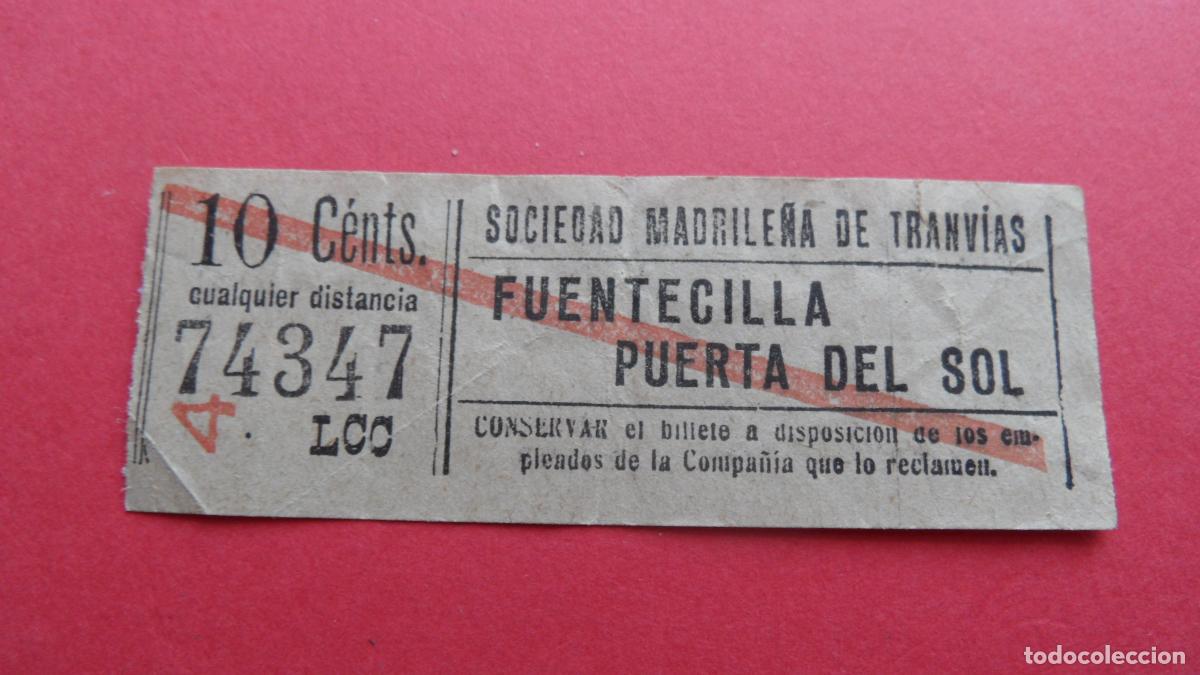 10 Cénts.
cualquier distancia
74347
4
LCC
SOCIEDAD MADRILEÑA DE TRANVÍAS
FUENTECILLA
PUERTA DEL SOL
CONSERVAR el billete a disposición de los em-
pleados de la Compañía que lo reclamen.
todocoleccion